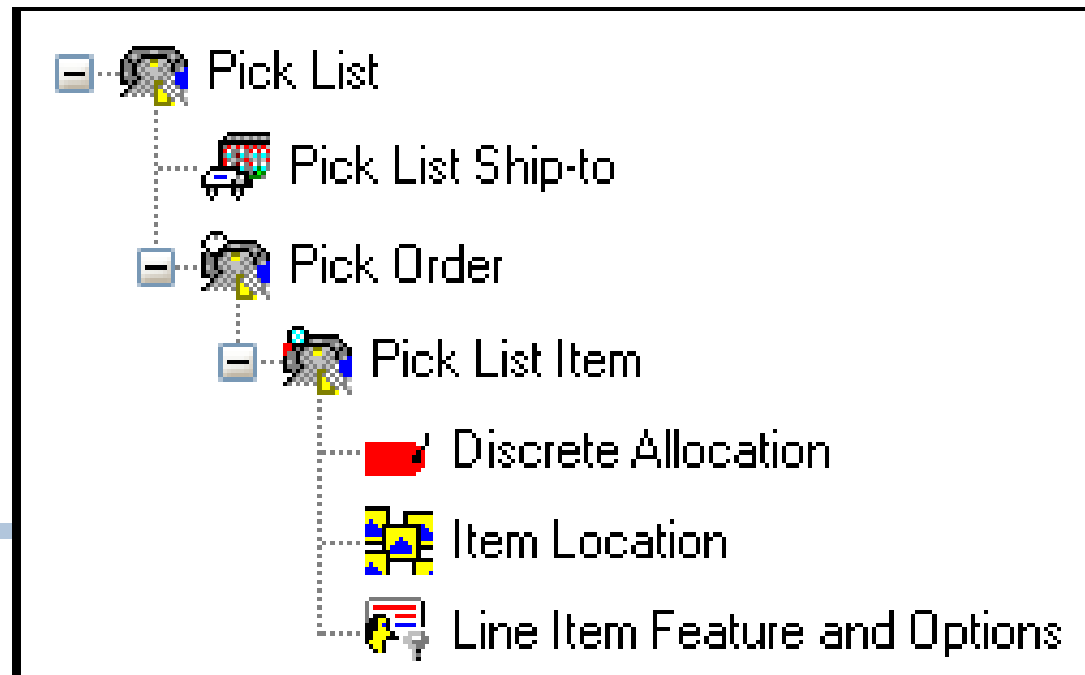 Pick List
Pick List Ship-to
Pick Order
Pick List Item
Discrete Allocation
Item Location
Line Item Feature and Options